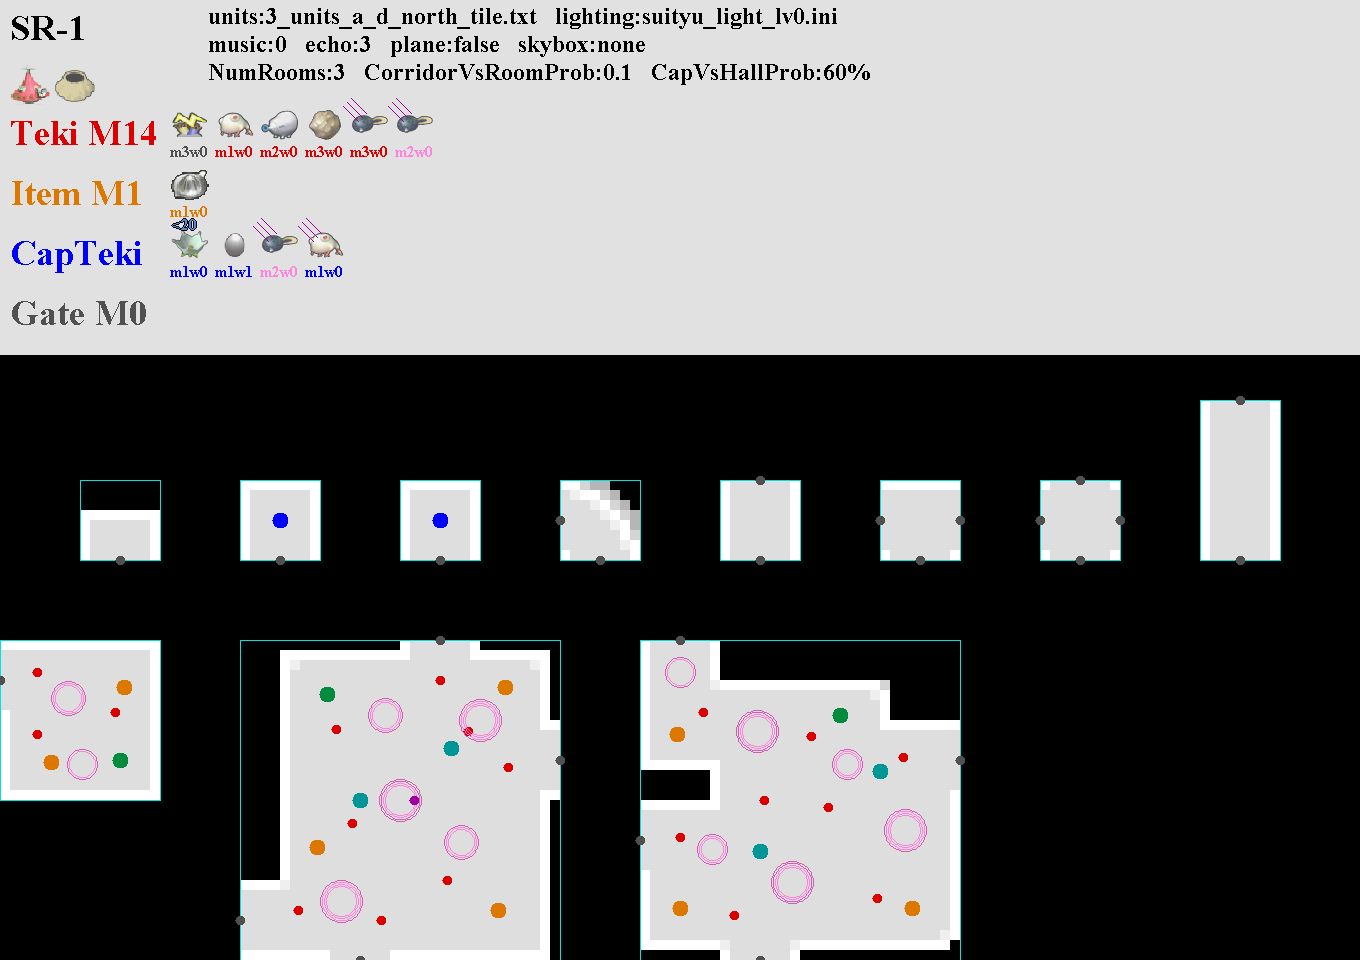 SR-1
units:3_units_a_d_north_tile.txt lighting:suityu_light_lv0.ini
music:0 echo:3 plane:false skybox:none
NumRooms:3 CorridorVsRoomProb:0.1 CapVsHallProb:60%
Teki M14
m3w0 m1w0 m2w0 m3w0 m3w0 m2w0
Item M1
m1w0
<20
CapTeki
m1w0 m1w1 m2w0 m1w0
Gate M0